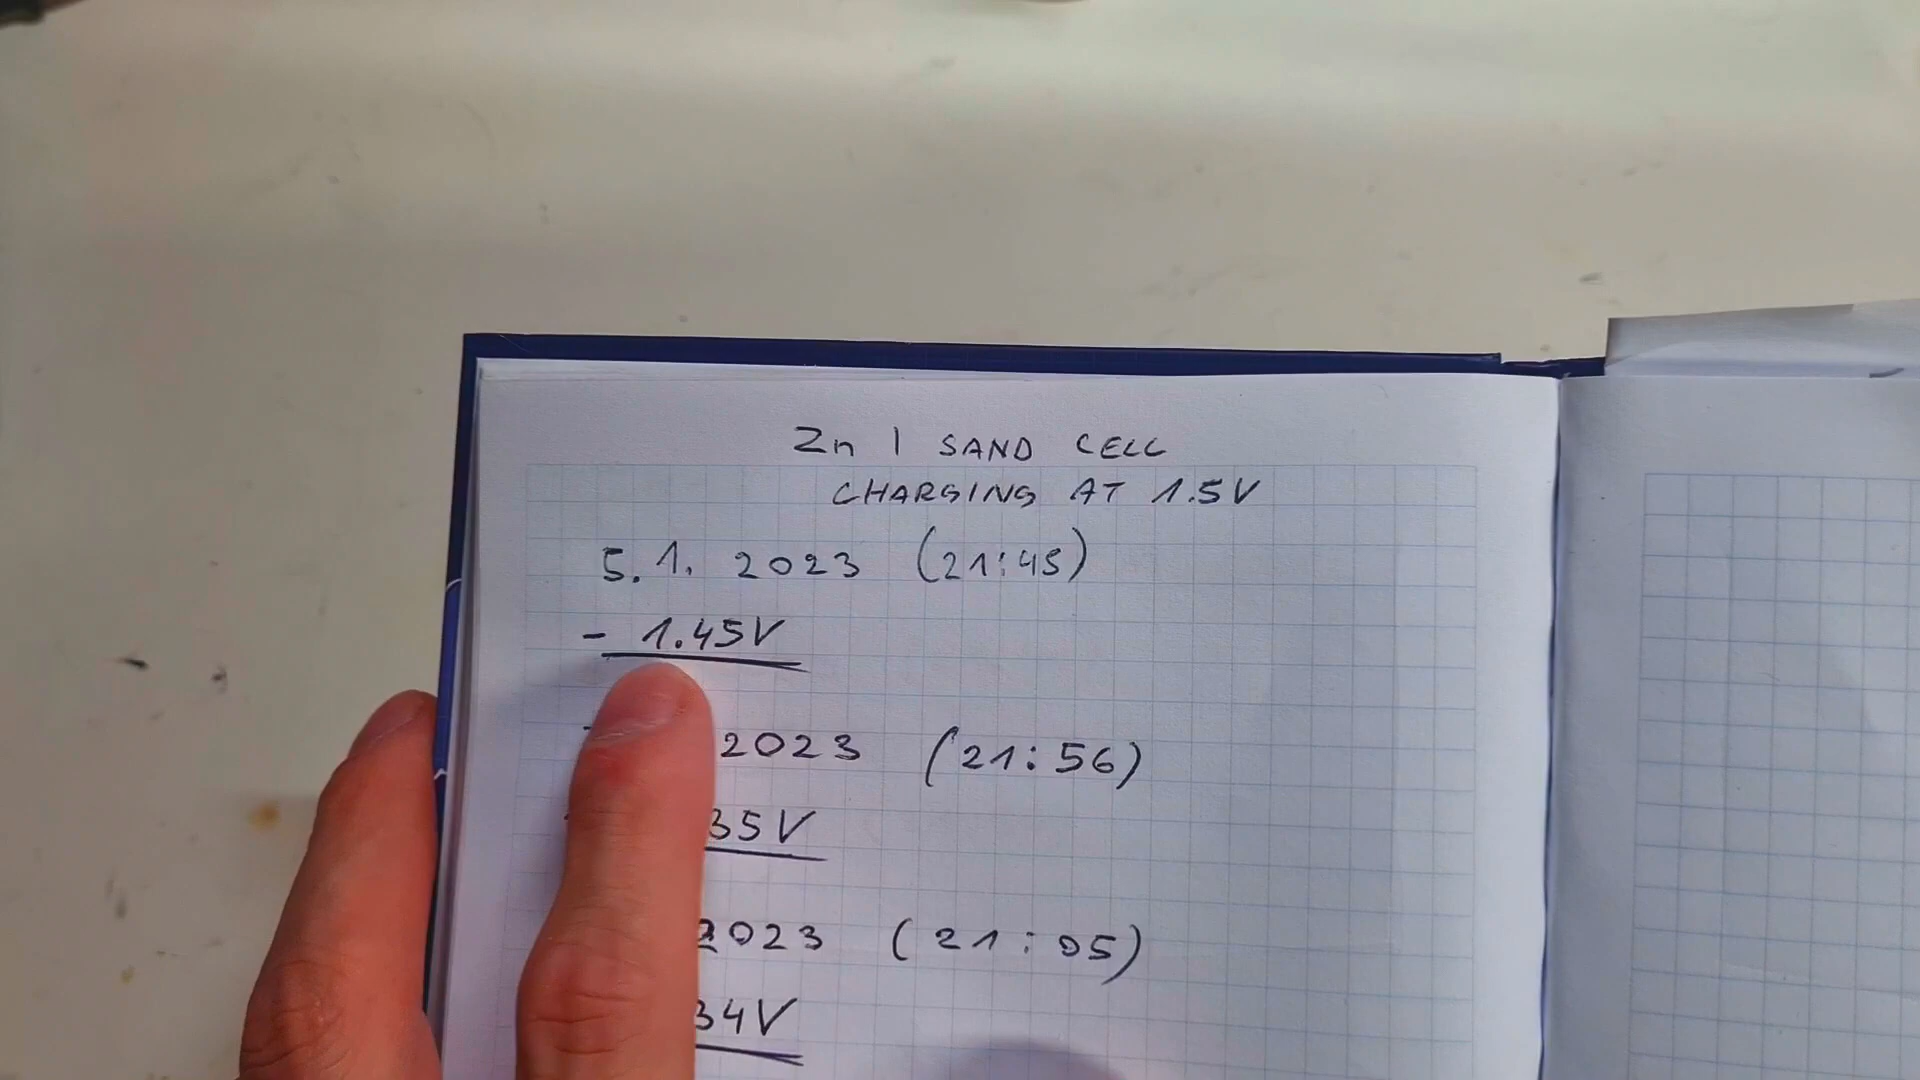 Zn | SAND CELL
CHARGING AT 1.5V
5.1. 2023 (21:45)
- 1.45V
2023 (21:56)
35V
2023 (21:05)
34V